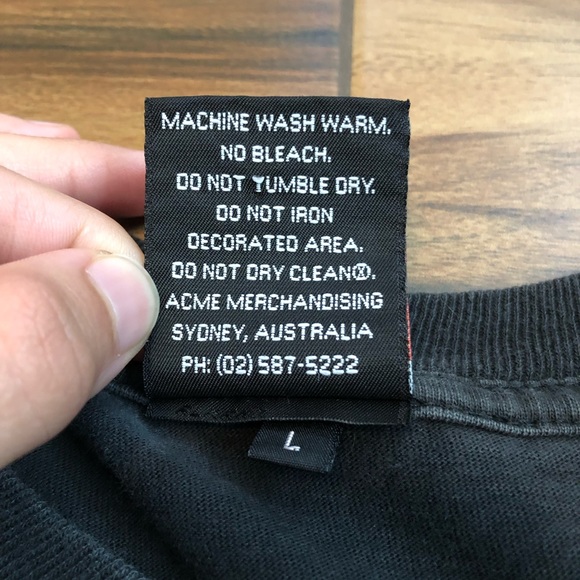 MACHINE WASH WARM.
NO BLEACH.
DO NOT TUMBLE DRY.
DO NOT IRON
DECORATED AREA.
DO NOT DRY CLEANⓍ.
ACME MERCHANDISING
SYDNEY, AUSTRALIA
PH: (02) 587-5222
L